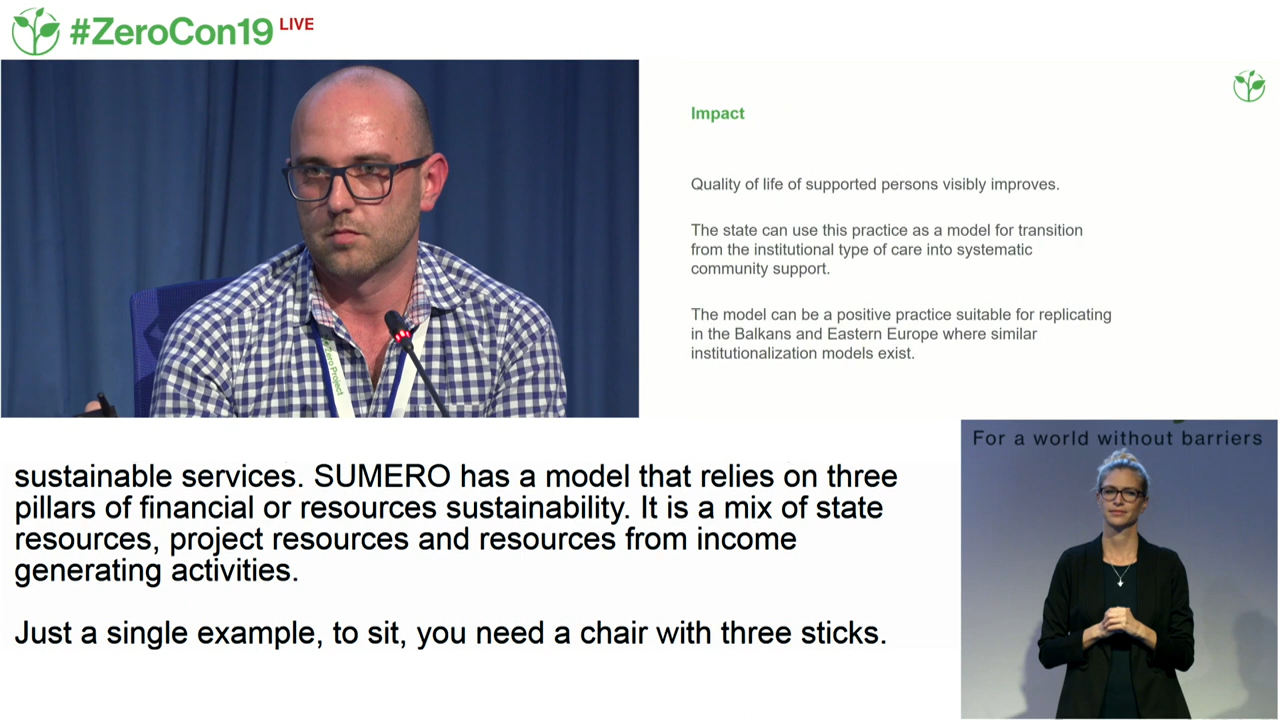 #ZeroCon19 LIVE
Impact
Quality of life of supported persons visibly improves.
The state can use this practice as a model for transition
from the institutional type of care into systematic
community support.
The model can be a positive practice suitable for replicating
in the Balkans and Eastern Europe where similar
institutionalization models exist.
Zero Project
For a world without barriers
sustainable services. SUMERO has a model that relies on three
pillars of financial or resources sustainability. It is a mix of state
resources, project resources and resources from income
generating activities.
Just a single example, to sit, you need a chair with three sticks.